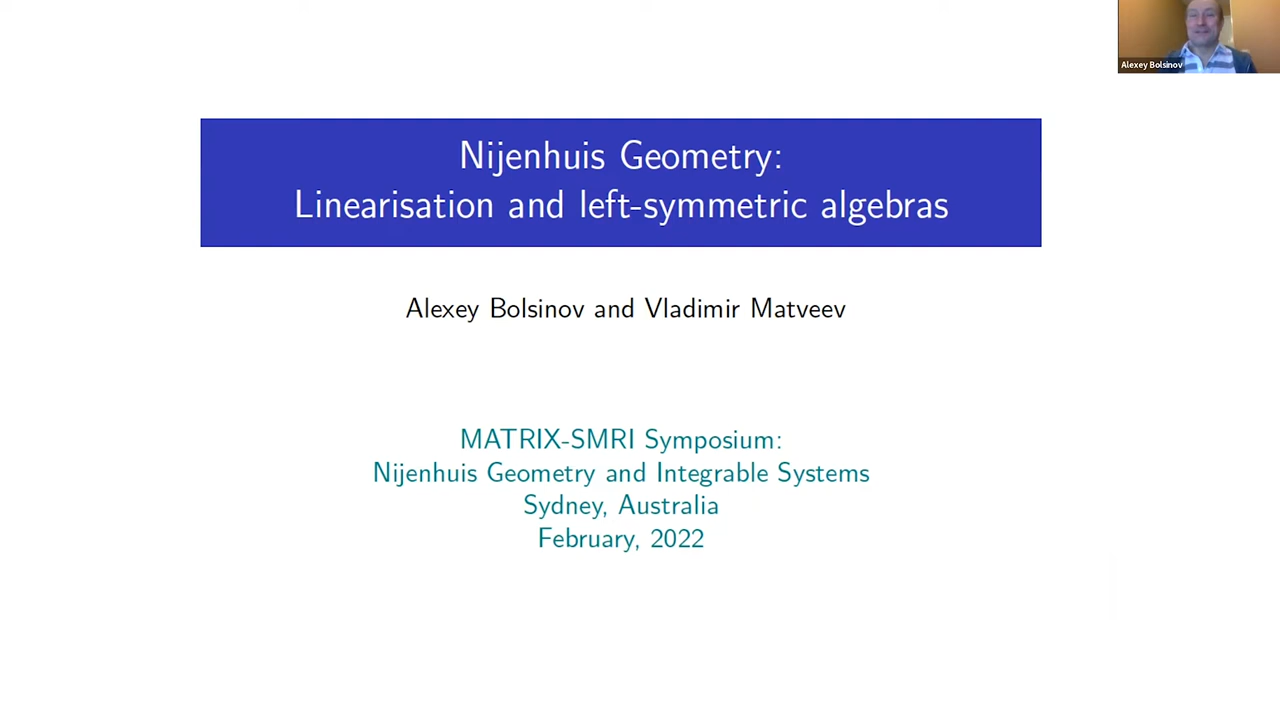 Alexey Bolsinov
Nijenhuis Geometry:
Linearisation and left-symmetric algebras
Alexey Bolsinov and Vladimir Matveev
MATRIX-SMRI Symposium:
Nijenhuis Geometry and Integrable Systems
Sydney, Australia
February, 2022